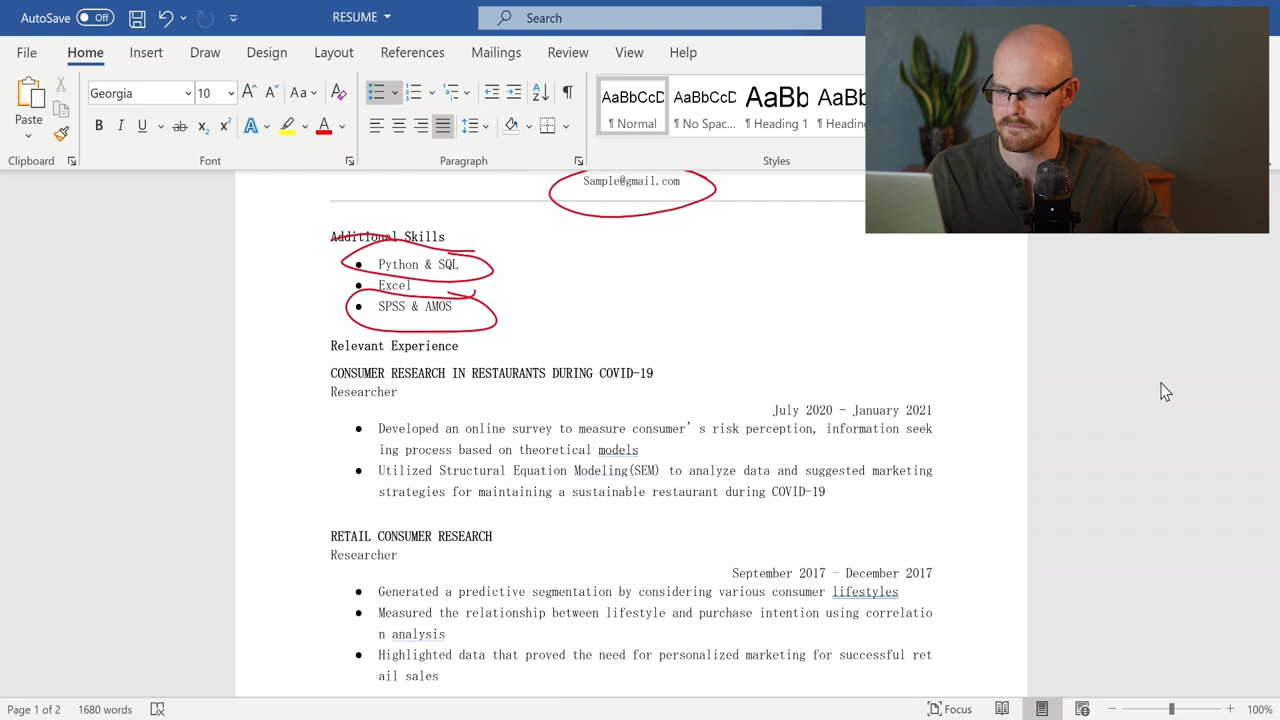 AutoSave Off RESUME Search
File Home Insert Draw Design Layout References Mailings Review View Help
Paste Georgia 10 Aa AaBbCcD AaBbCcD AaBb AaBbC
¶ Normal ¶ No Spac... ¶ Heading 1 ¶ Heading
Clipboard Font Paragraph Styles
Sample@gmail.com
Additional Skills
● Python & SQL
● Excel
● SPSS & AMOS
Relevant Experience
CONSUMER RESEARCH IN RESTAURANTS DURING COVID-19
Researcher
July 2020 - January 2021
● Developed an online survey to measure consumer's risk perception, information seek
ing process based on theoretical models
● Utilized Structural Equation Modeling(SEM) to analyze data and suggested marketing
strategies for maintaining a sustainable restaurant during COVID-19
RETAIL CONSUMER RESEARCH
Researcher
September 2017 - December 2017
● Generated a predictive segmentation by considering various consumer lifestyles
● Measured the relationship between lifestyle and purchase intention using correlatio
n analysis
● Highlighted data that proved the need for personalized marketing for successful ret
ail sales
Page 1 of 2 1680 words Focus 100%